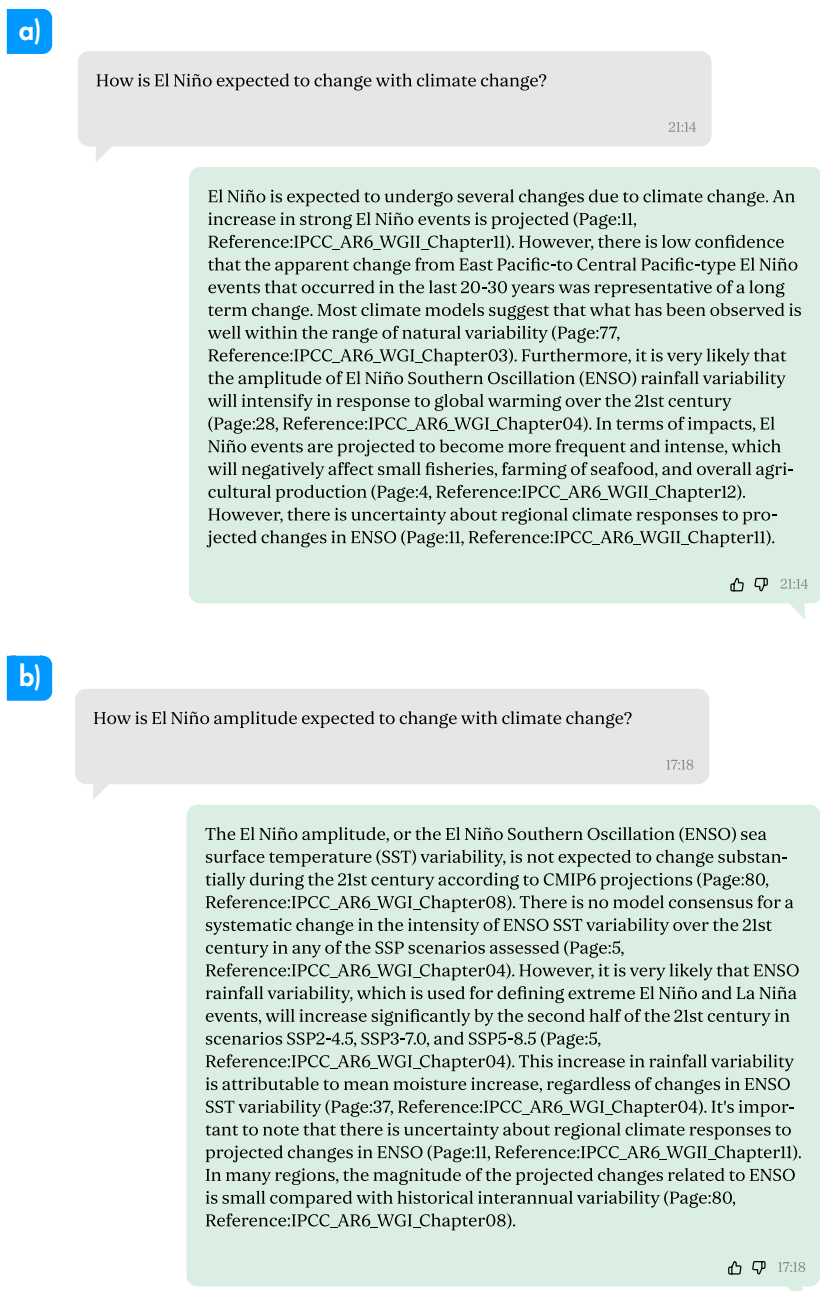 a)
How is El Niño expected to change with climate change?
21:14
El Niño is expected to undergo several changes due to climate change. An
increase in strong El Niño events is projected (Page:11,
Reference:IPCC_AR6_WGII_Chapter11). However, there is low confidence
that the apparent change from East Pacific-to Central Pacific-type El Niño
events that occurred in the last 20-30 years was representative of a long
term change. Most climate models suggest that what has been observed is
well within the range of natural variability (Page:77,
Reference:IPCC_AR6_WGI_Chapter03). Furthermore, it is very likely that
the amplitude of El Niño Southern Oscillation (ENSO) rainfall variability
will intensify in response to global warming over the 21st century
(Page:28, Reference:IPCC_AR6_WGI_Chapter04). In terms of impacts, El
Niño events are projected to become more frequent and intense, which
will negatively affect small fisheries, farming of seafood, and overall agri-
cultural production (Page:4, Reference:IPCC_AR6_WGII_Chapter12).
However, there is uncertainty about regional climate responses to pro-
jected changes in ENSO (Page:11, Reference:IPCC_AR6_WGII_Chapter11).
21:14
b)
How is El Niño amplitude expected to change with climate change?
17:18
The El Niño amplitude, or the El Niño Southern Oscillation (ENSO) sea
surface temperature (SST) variability, is not expected to change substan-
tially during the 21st century according to CMIP6 projections (Page:80,
Reference:IPCC_AR6_WGI_Chapter08). There is no model consensus for a
systematic change in the intensity of ENSO SST variability over the 21st
century in any of the SSP scenarios assessed (Page:5,
Reference:IPCC_AR6_WGI_Chapter04). However, it is very likely that ENSO
rainfall variability, which is used for defining extreme El Niño and La Niña
events, will increase significantly by the second half of the 21st century in
scenarios SSP2-4.5, SSP3-7.0, and SSP5-8.5 (Page:5,
Reference:IPCC_AR6_WGI_Chapter04). This increase in rainfall variability
is attributable to mean moisture increase, regardless of changes in ENSO
SST variability (Page:37, Reference:IPCC_AR6_WGI_Chapter04). It's impor-
tant to note that there is uncertainty about regional climate responses to
projected changes in ENSO (Page:11, Reference:IPCC_AR6_WGII_Chapter11).
In many regions, the magnitude of the projected changes related to ENSO
is small compared with historical interannual variability (Page:80,
Reference:IPCC_AR6_WGI_Chapter08).
17:18